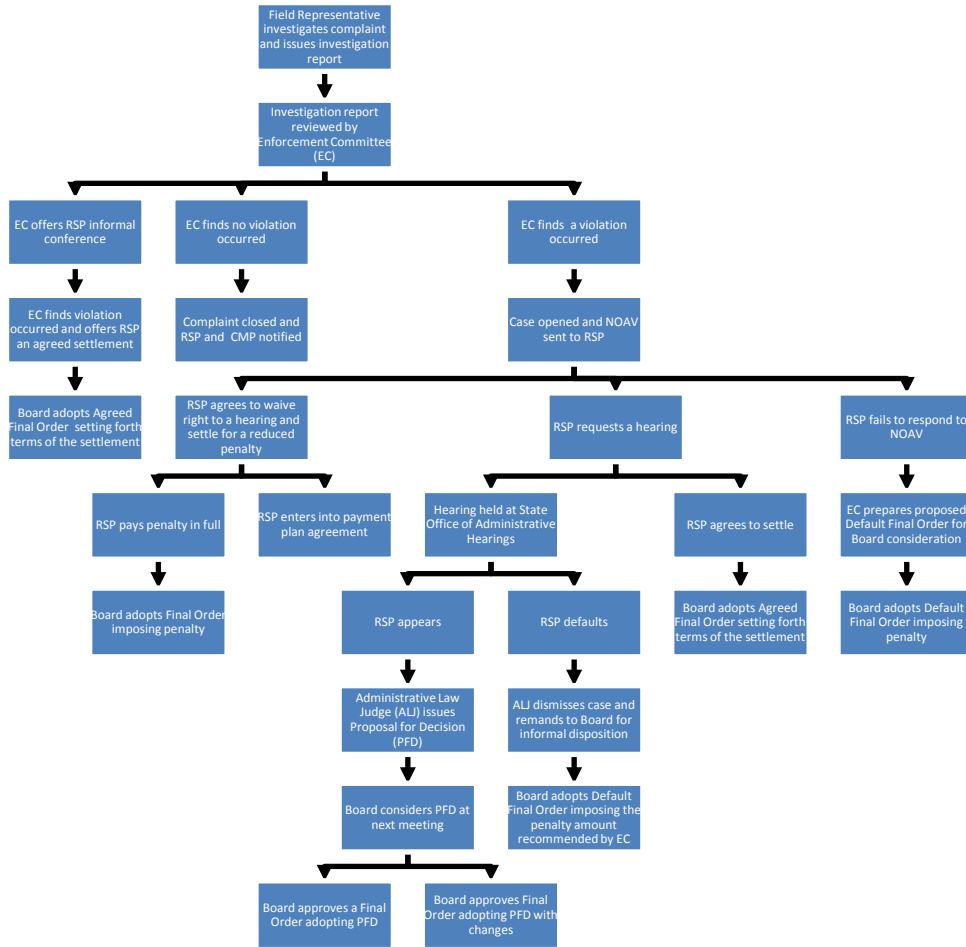 Field Representative
investigates complaint
and issues investigation
report
Investigation report
reviewed by
Enforcement Committee
(EC)
EC offers RSP informal
conference
EC finds no violation
occurred
EC finds a violation
occurred
EC finds violation
occurred and offers RSP
an agreed settlement
Complaint closed and
RSP and CMP notified
Case opened and NOAV
sent to RSP
Board adopts Agreed
Final Order setting forth
terms of the settlement
RSP agrees to waive
right to a hearing and
settle for a reduced
penalty
RSP requests a hearing
RSP fails to respond to
NOAV
RSP pays penalty in full
RSP enters into payment
plan agreement
Hearing held at State
Office of Administrative
Hearings
RSP agrees to settle
EC prepares proposed
Default Final Order for
Board consideration
Board adopts Final Order
imposing penalty
RSP appears
RSP defaults
Board adopts Agreed
Final Order setting forth
terms of the settlement
Board adopts Default
Final Order imposing
penalty
Administrative Law
Judge (ALJ) issues
Proposal for Decision
(PFD)
ALJ dismisses case and
remands to Board for
informal disposition
Board considers PFD at
next meeting
Board adopts Default
Final Order imposing the
penalty amount
recommended by EC
Board approves a Final
Order adopting PFD
Board approves Final
Order adopting PFD with
changes